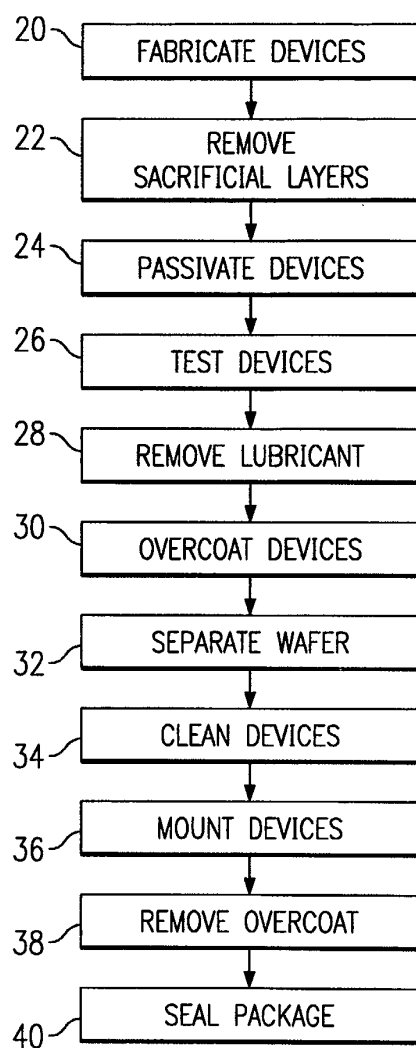 20
FABRICATE DEVICES
22
REMOVE
SACRIFICIAL LAYERS
24
PASSIVATE DEVICES
26
TEST DEVICES
28
REMOVE LUBRICANT
30
OVERCOAT DEVICES
32
SEPARATE WAFER
34
CLEAN DEVICES
36
MOUNT DEVICES
38
REMOVE OVERCOAT
40
SEAL PACKAGE